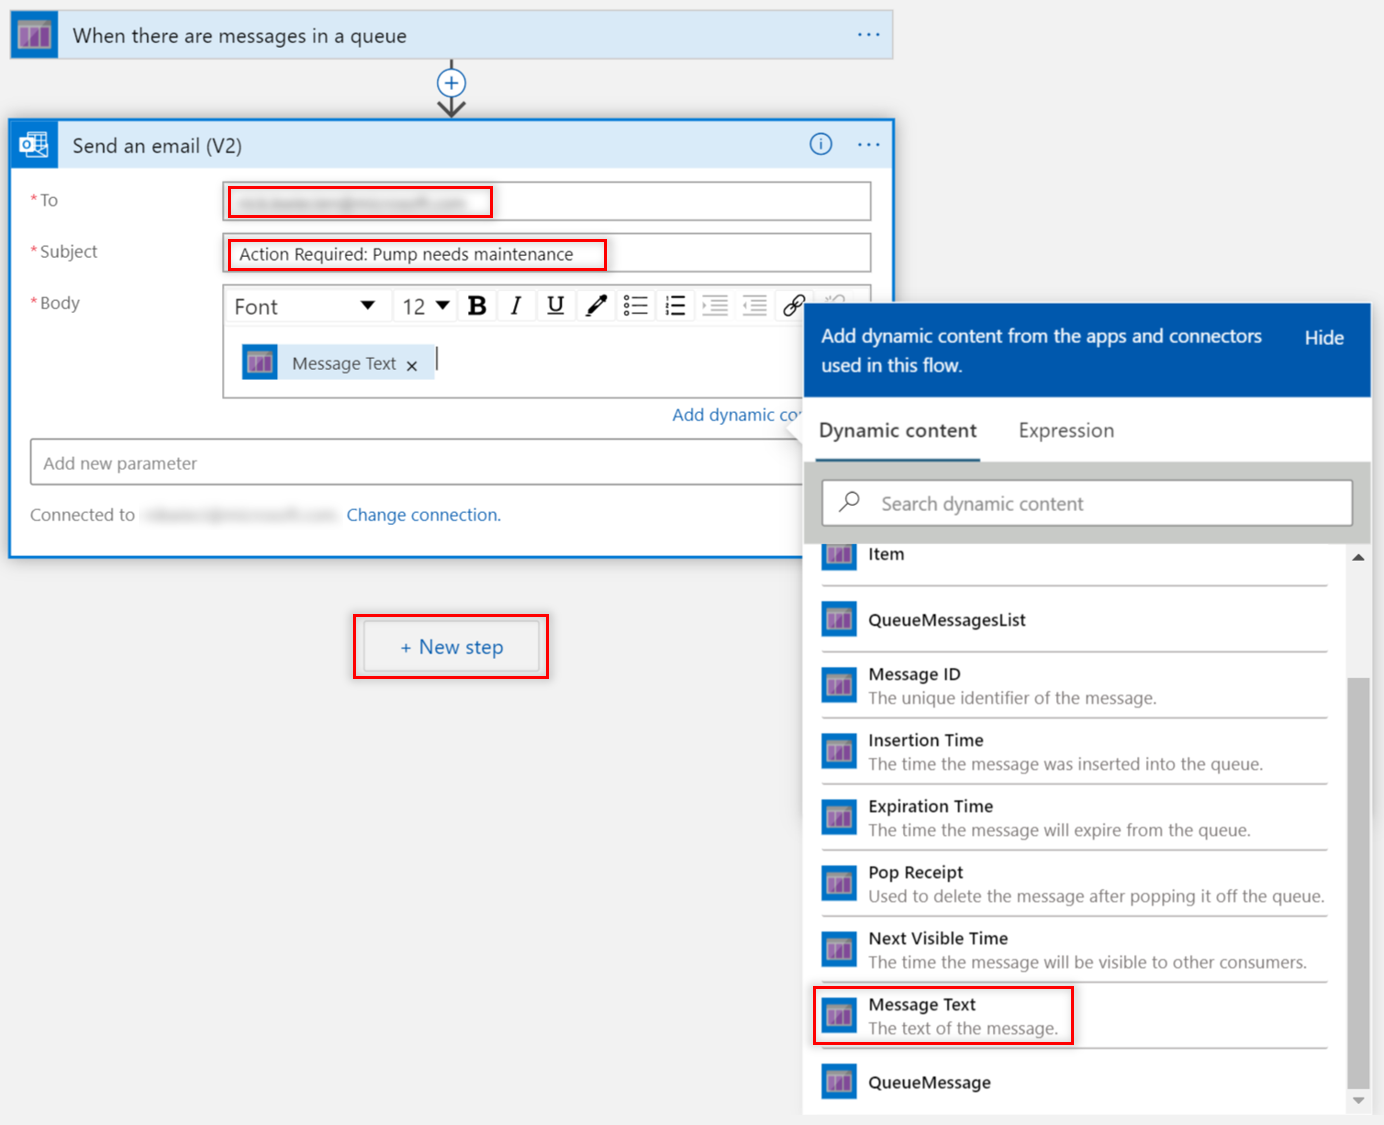 When there are messages in a queue
Send an email (V2)
* To
* Subject
Action Required: Pump needs maintenance
* Body
Font
12
B
I
U
Message Text
Add dynamic co
Add new parameter
Connected to
Change connection.
+ New step
Add dynamic content from the apps and connectors
used in this flow.
Hide
Dynamic content
Expression
Search dynamic content
Item
QueueMessagesList
Message ID
The unique identifier of the message.
Insertion Time
The time the message was inserted into the queue.
Expiration Time
The time the message will expire from the queue.
Pop Receipt
Used to delete the message after popping it off the queue.
Next Visible Time
The time the message will be visible to other consumers.
Message Text
The text of the message.
QueueMessage